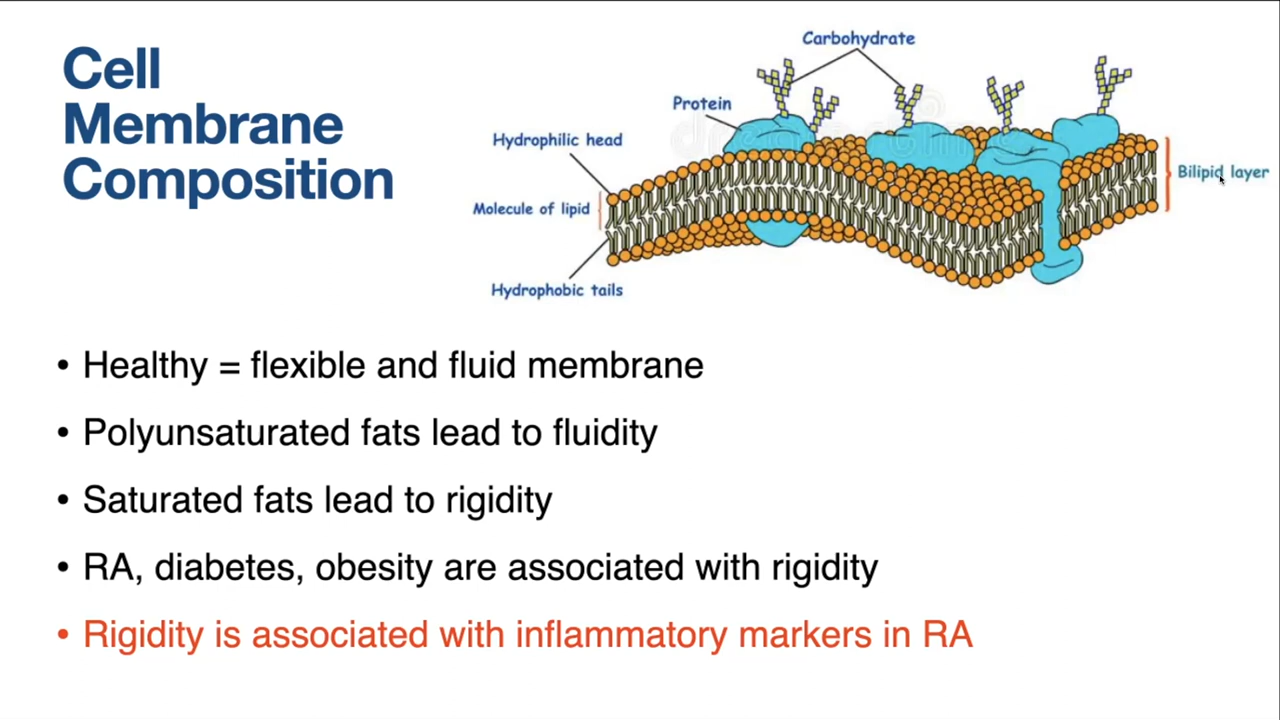 Cell
Membrane
Composition
Carbohydrate
Protein
Hydrophilic head
Molecule of lipid
Bilipid layer
Hydrophobic tails
• Healthy = flexible and fluid membrane
• Polyunsaturated fats lead to fluidity
• Saturated fats lead to rigidity
• RA, diabetes, obesity are associated with rigidity
• Rigidity is associated with inflammatory markers in RA